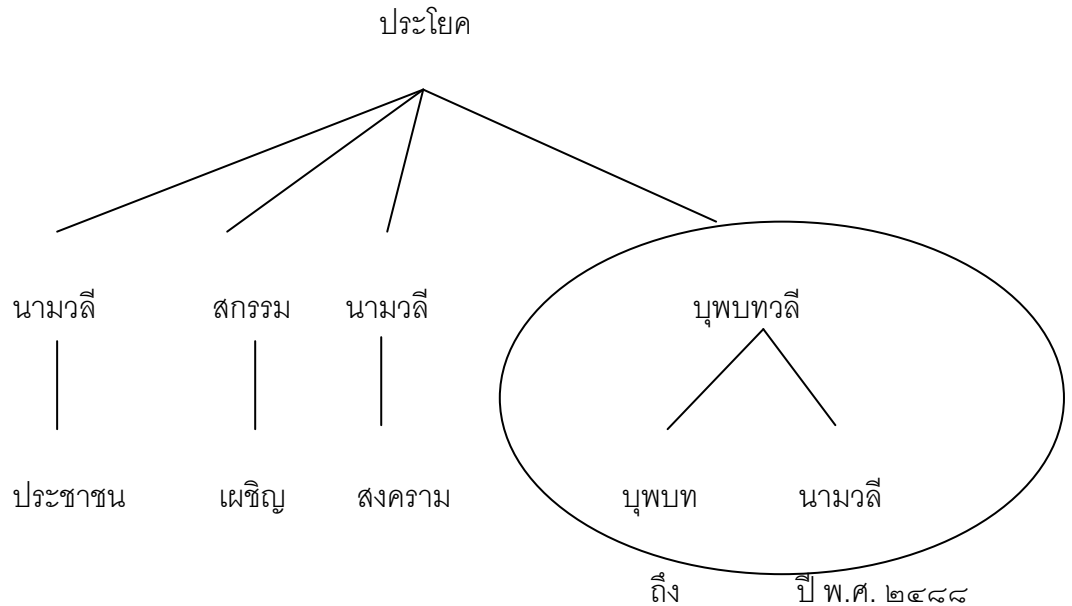 ประโยค
นามวลี สกรรม นามวลี บุพบทวลี
ประชาชน เผชิญ สงคราม บุพบท นามวลี
ถึง ปี พ.ศ. ๒๔๘๘